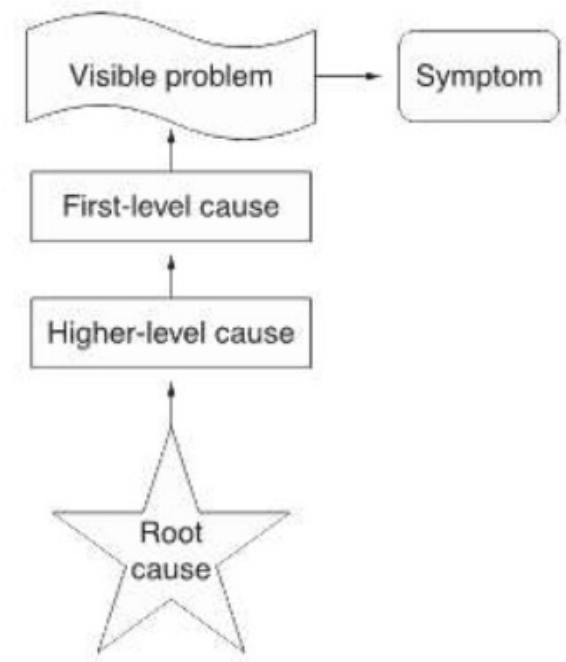 Visible problem
Symptom
First-level cause
Higher-level cause
Root
cause